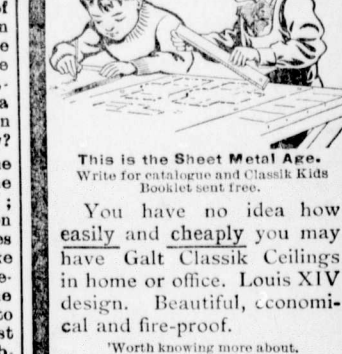 This is the Sheet Metal Age.
Write for catalogue and Classik Kids
Booklet sent free.
You have no idea how
easily and cheaply you may
have Galt Classik Ceilings
in home or office. Louis XIV
design. Beautiful, economi-
cal and fire-proof.
'Worth knowing more about.